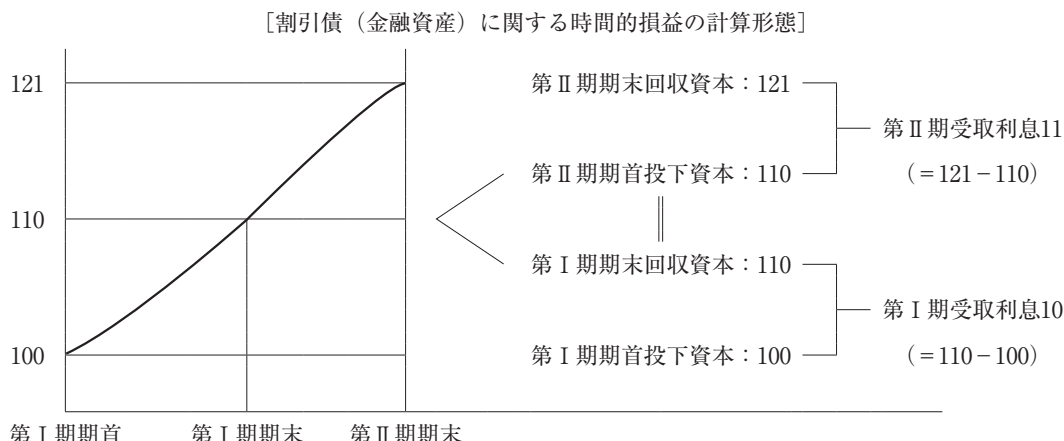 ［割引債（金融資産）に関する時間的損益の計算形態］
121
110
100
第Ⅰ期期首
第Ⅰ期期末
第Ⅱ期期末
第Ⅱ期期末回収資本：121
第Ⅱ期期首投下資本：110
第Ⅱ期受取利息11
（＝121－110）
第Ⅰ期期末回収資本：110
第Ⅰ期期首投下資本：100
第Ⅰ期受取利息10
（＝110－100）